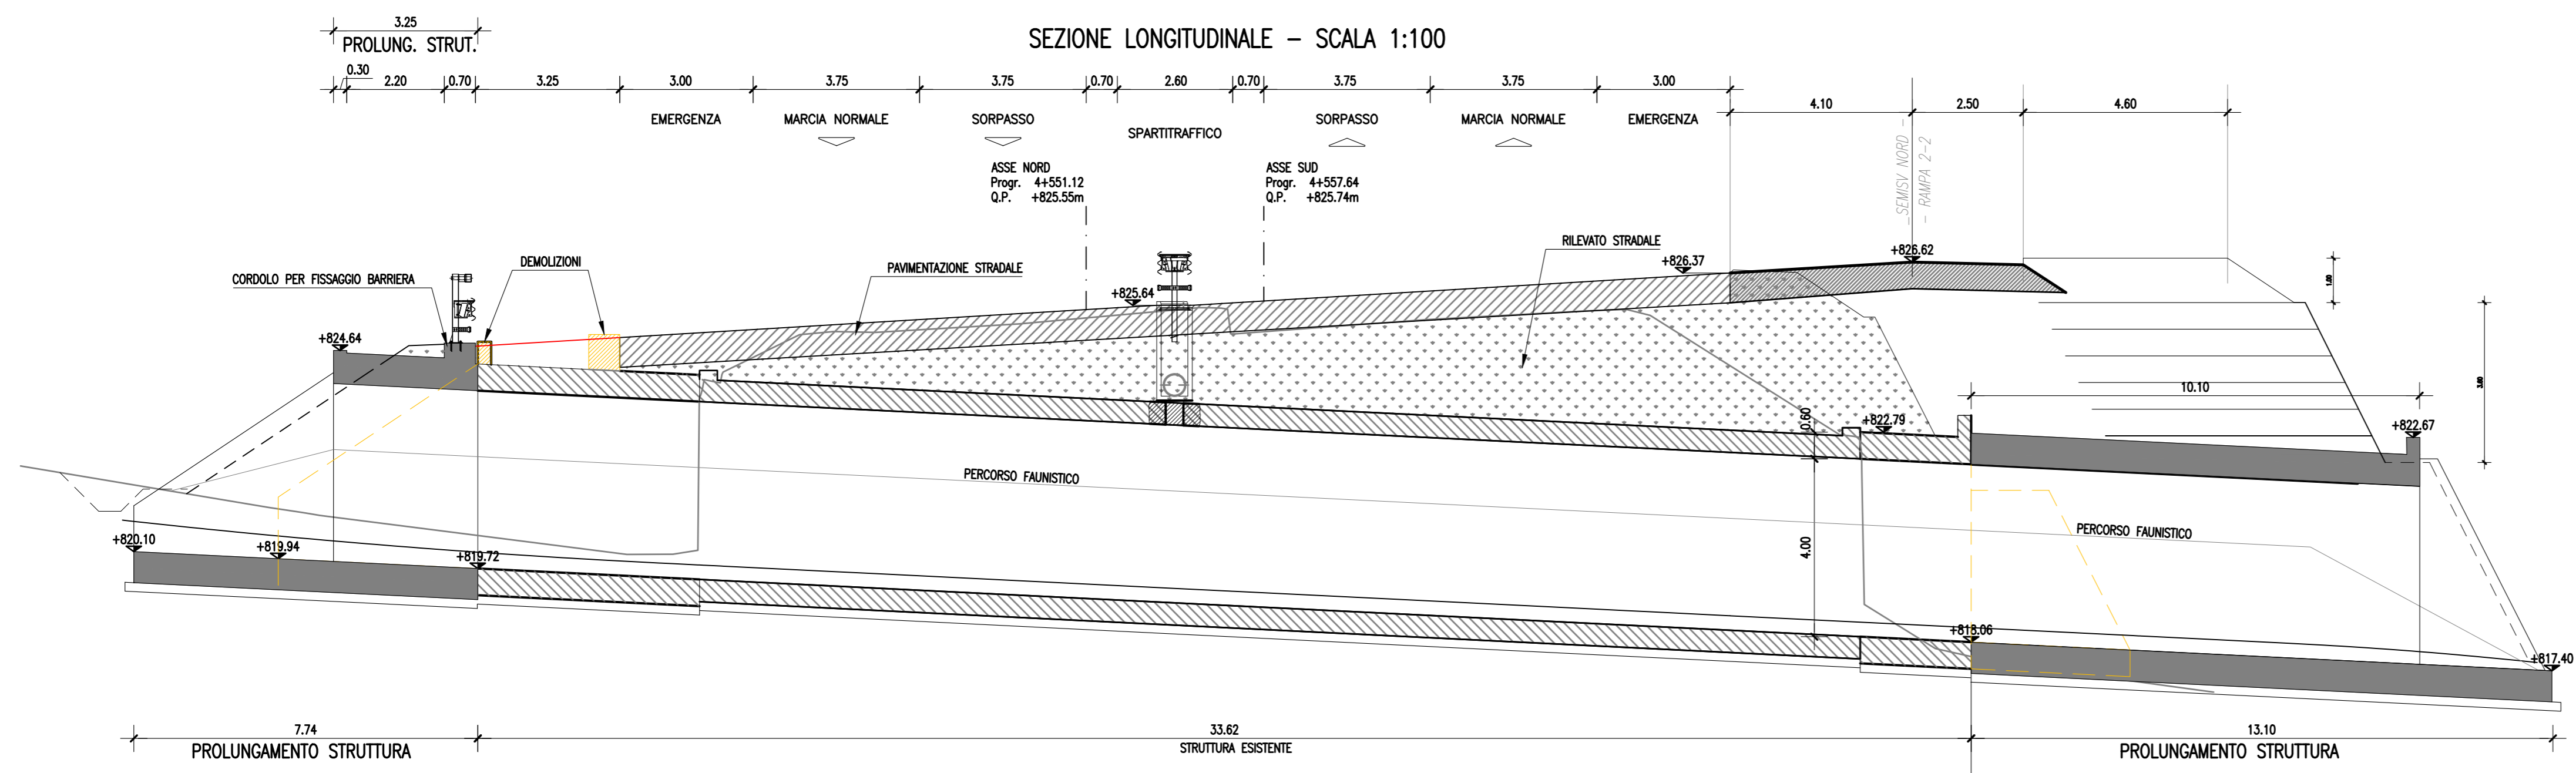 3.25
PROLUNG. STRUT.
SEZIONE LONGITUDINALE – SCALA 1:100
0.30
2.20
0.70
3.25
3.00
3.75
3.75
0.70
2.60
0.70
3.75
3.75
3.00
4.10
2.50
4.60
EMERGENZA
MARCIA NORMALE
SORPASSO
SPARTITRAFFICO
SORPASSO
MARCIA NORMALE
EMERGENZA
SEMISV NORD –
– RAMPA 2-2
ASSE NORD
Progr. 4+551.12
Q.P. +825.55m
ASSE SUD
Progr. 4+557.64
Q.P. +825.74m
CORDOLO PER FISSAGGIO BARRIERA
DEMOLIZIONI
PAVIMENTAZIONE STRADALE
RILEVATO STRADALE
+826.37
+826.62
+825.64
+824.64
1.00
10.10
0.60
+822.79
+822.67
PERCORSO FAUNISTICO
PERCORSO FAUNISTICO
4.00
+820.10
+819.94
+819.72
+818.06
+817.40
7.74
PROLUNGAMENTO STRUTTURA
33.62
STRUTTURA ESISTENTE
13.10
PROLUNGAMENTO STRUTTURA